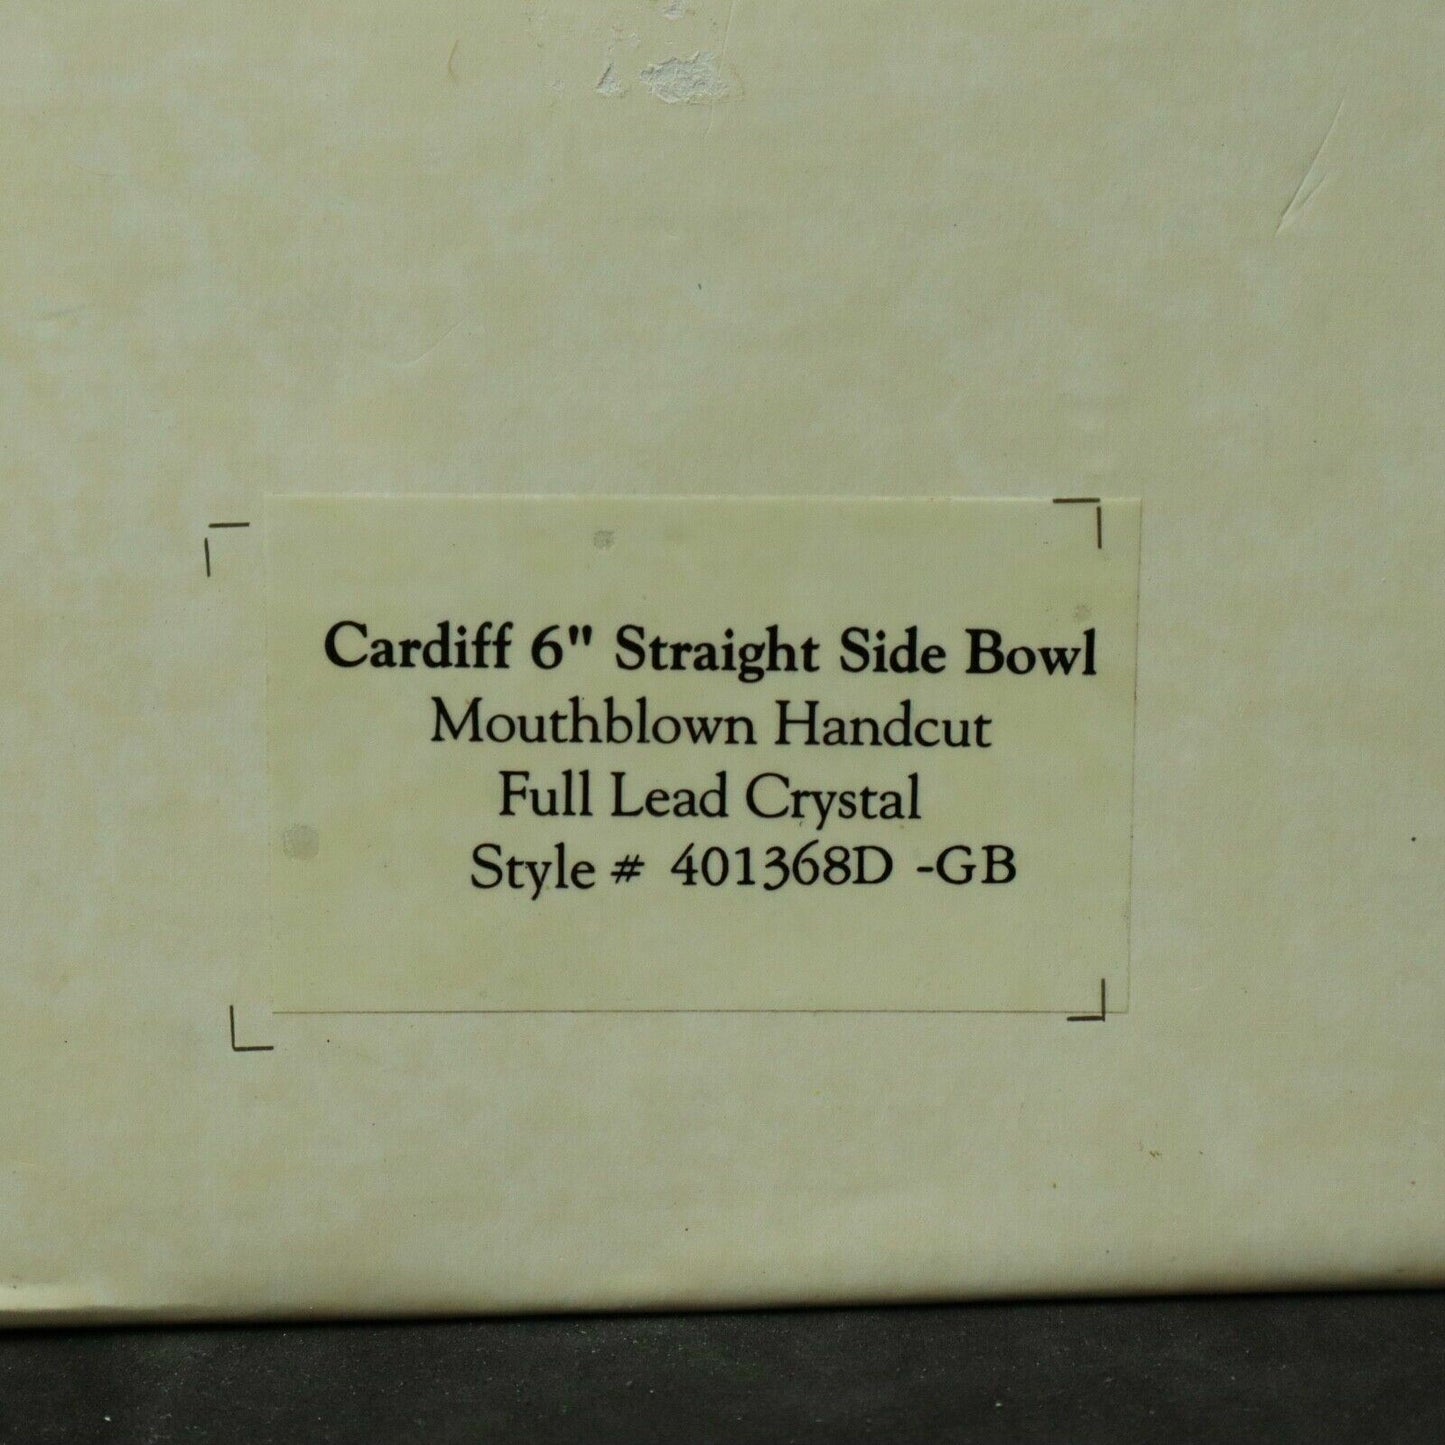 Cardiff 6" Straight Side Bowl
Mouthblown Handcut
Full Lead Crystal
Style # 401368D -GB